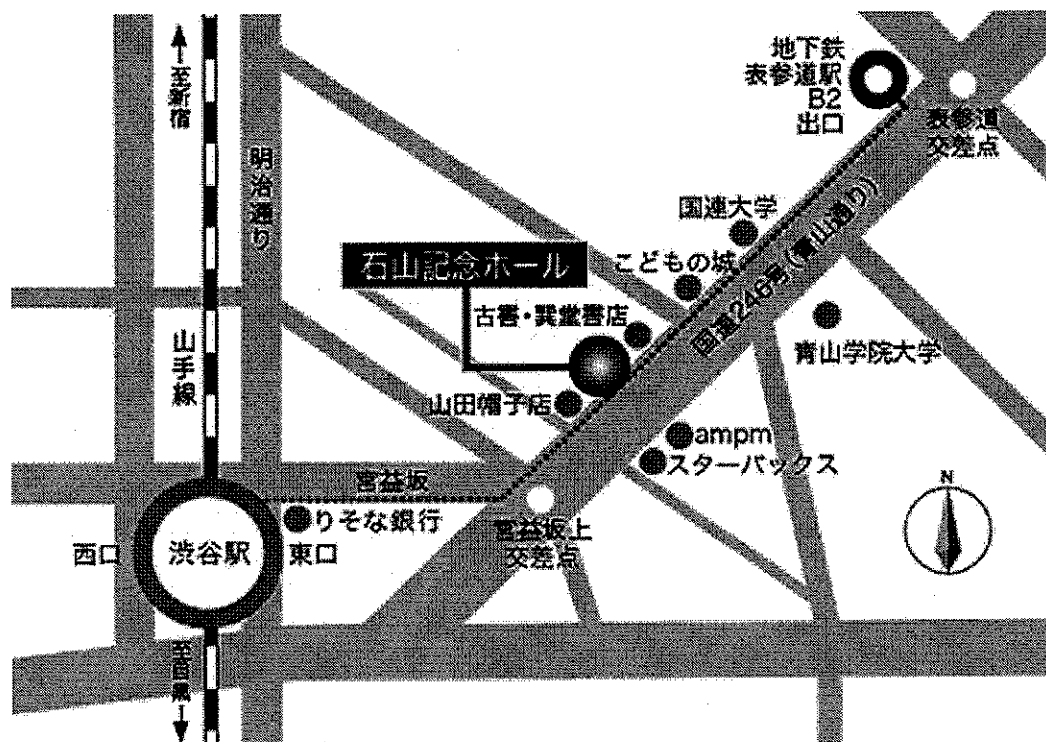 地下鉄
表参道駅
B2
出口
表参道
交差点
至新宿
明治通り
国連大学
石山記念ホール
こどもの城
国道246号(青山通り)
古書・巽堂書店
山手線
青山学院大学
山田帽子店
ampm
スターバックス
宮益坂
N
りそな銀行
宮益坂上
交差点
西口
渋谷駅
東口
至目黒